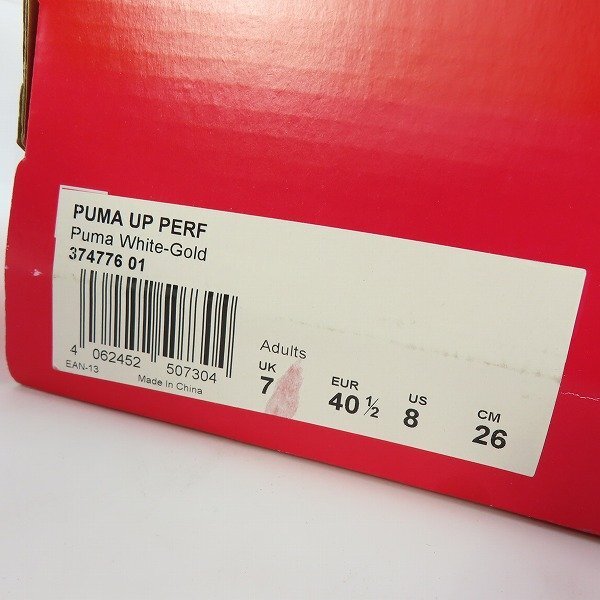 PUMA UP PERF
Puma White-Gold
374776 01
4 062452 507304
EAN-13
Made In China
Adults
UK EUR US CM
7 40 ½ 8 26